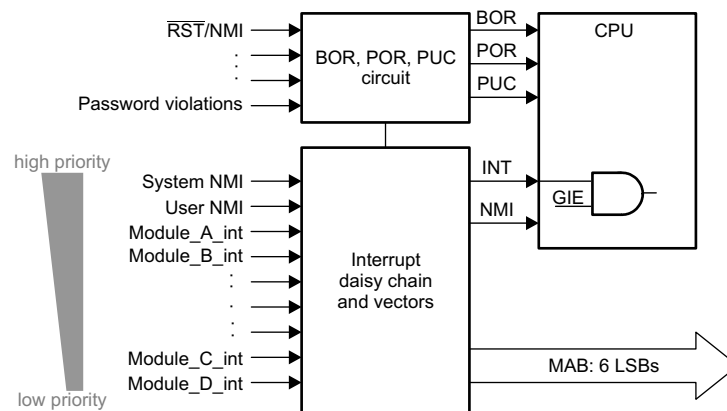 R̅S̅T̅/NMI
.
.
.
Password violations
BOR, POR, PUC
circuit
BOR
POR
PUC
CPU
high priority
low priority
System NMI
User NMI
Module_A_int
Module_B_int
.
.
.
Module_C_int
Module_D_int
Interrupt
daisy chain
and vectors
INT
GIE
NMI
MAB: 6 LSBs